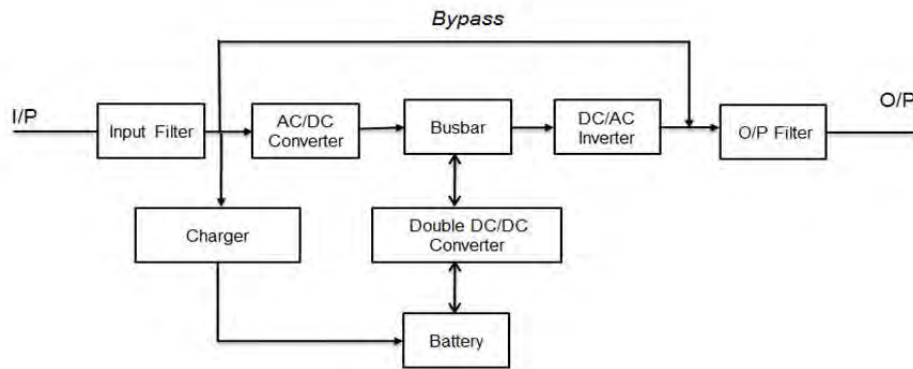 Bypass
I/P
Input Filter
AC/DC
Converter
Busbar
DC/AC
Inverter
O/P Filter
O/P
Charger
Double DC/DC
Converter
Battery